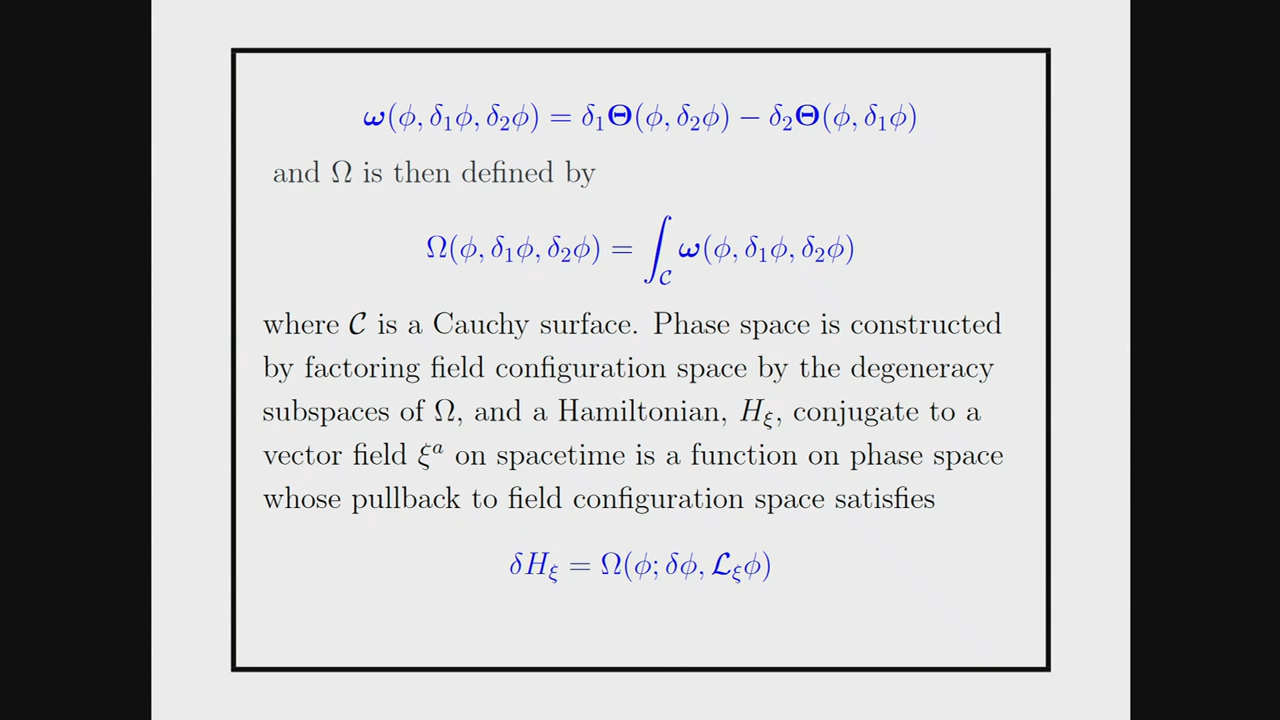 ω(ϕ, δ₁ϕ, δ₂ϕ) = δ₁Θ(ϕ, δ₂ϕ) − δ₂Θ(ϕ, δ₁ϕ)
and Ω is then defined by
Ω(ϕ, δ₁ϕ, δ₂ϕ) = ∫_𝒞 ω(ϕ, δ₁ϕ, δ₂ϕ)
where 𝒞 is a Cauchy surface. Phase space is constructed
by factoring field configuration space by the degeneracy
subspaces of Ω, and a Hamiltonian, H_ξ, conjugate to a
vector field ξᵃ on spacetime is a function on phase space
whose pullback to field configuration space satisfies
δH_ξ = Ω(ϕ; δϕ, ℒ_ξϕ)